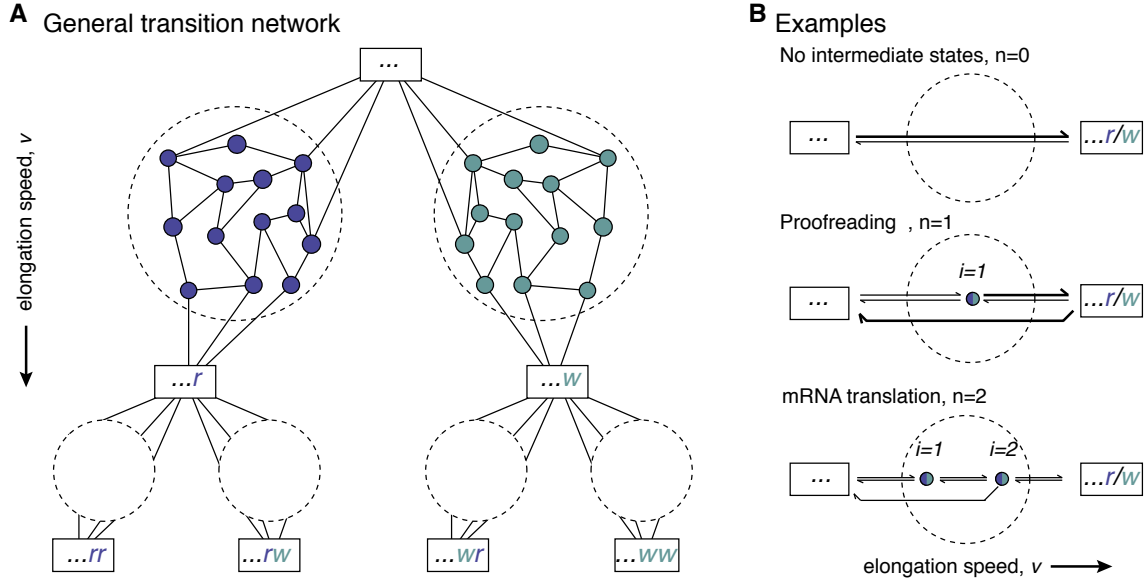 A General transition network
...
elongation speed, v
...r
...w
...rr
...rw
...wr
...ww
B Examples
No intermediate states, n=0
...
...r/w
Proofreading , n=1
i=1
...
...r/w
mRNA translation, n=2
i=1
i=2
...
...r/w
elongation speed, v